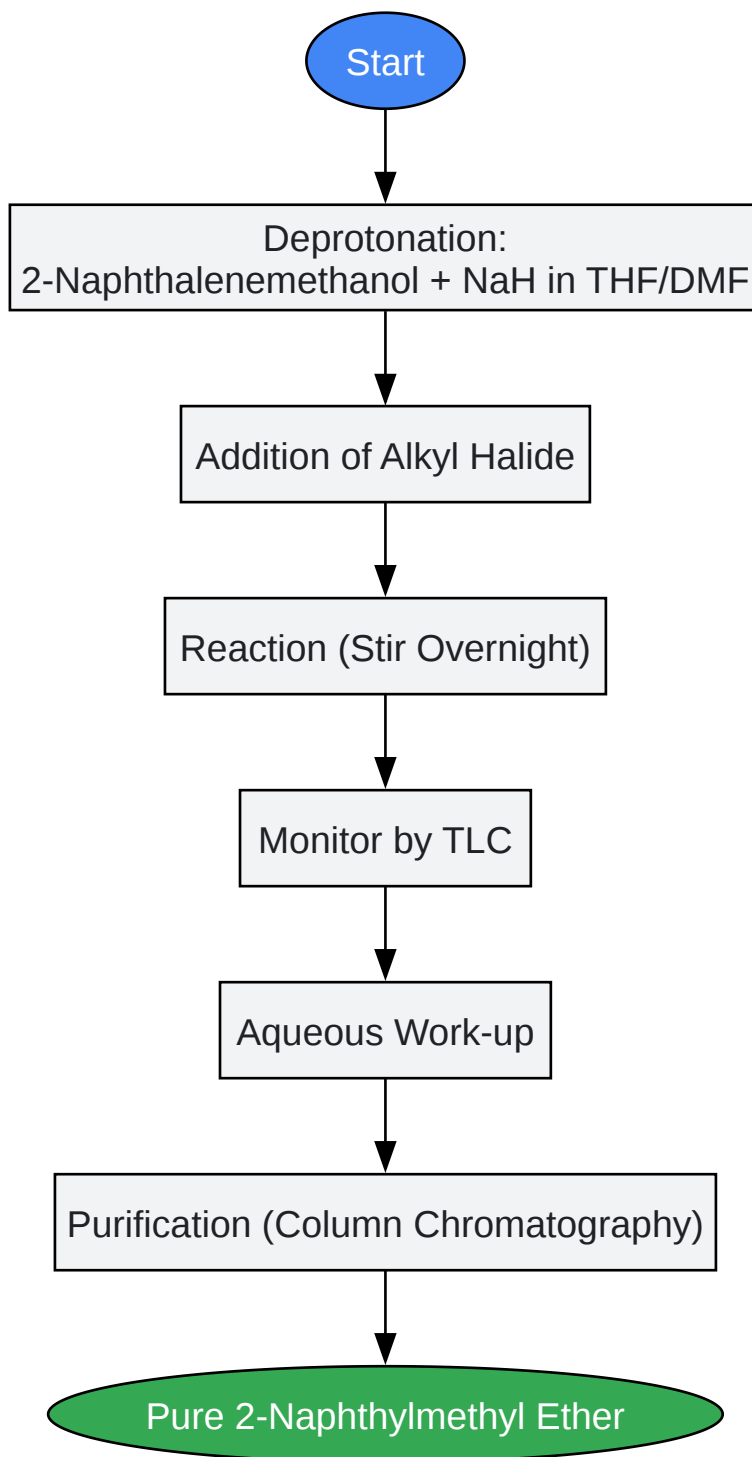 Start
Deprotonation:
2-Naphthalenemethanol + NaH in THF/DMF
Addition of Alkyl Halide
Reaction (Stir Overnight)
Monitor by TLC
Aqueous Work-up
Purification (Column Chromatography)
Pure 2-Naphthylmethyl Ether